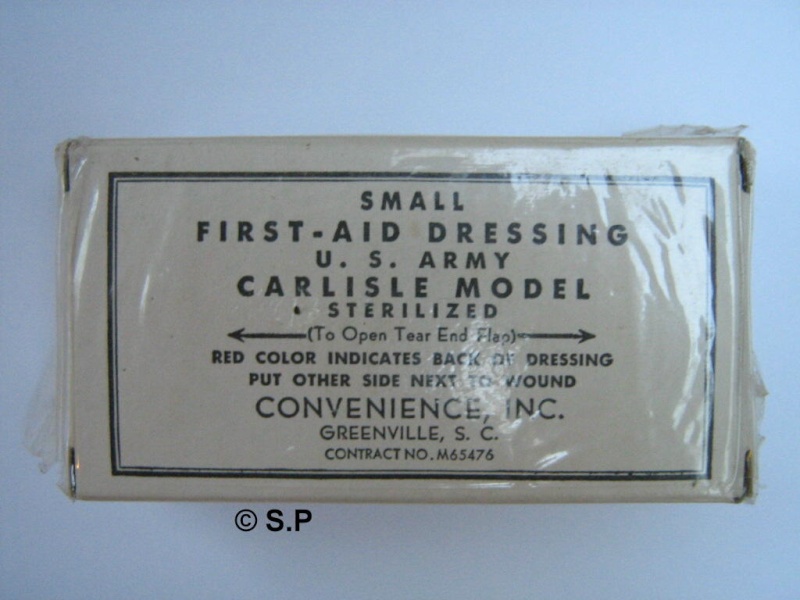 SMALL
FIRST-AID DRESSING
U. S. ARMY
CARLISLE MODEL
STERILIZED
(To Open Tear End Flap)
RED COLOR INDICATES BACK OF DRESSING
PUT OTHER SIDE NEXT TO WOUND
CONVENIENCE, INC.
GREENVILLE, S. C.
CONTRACT NO. M65476
© S.P